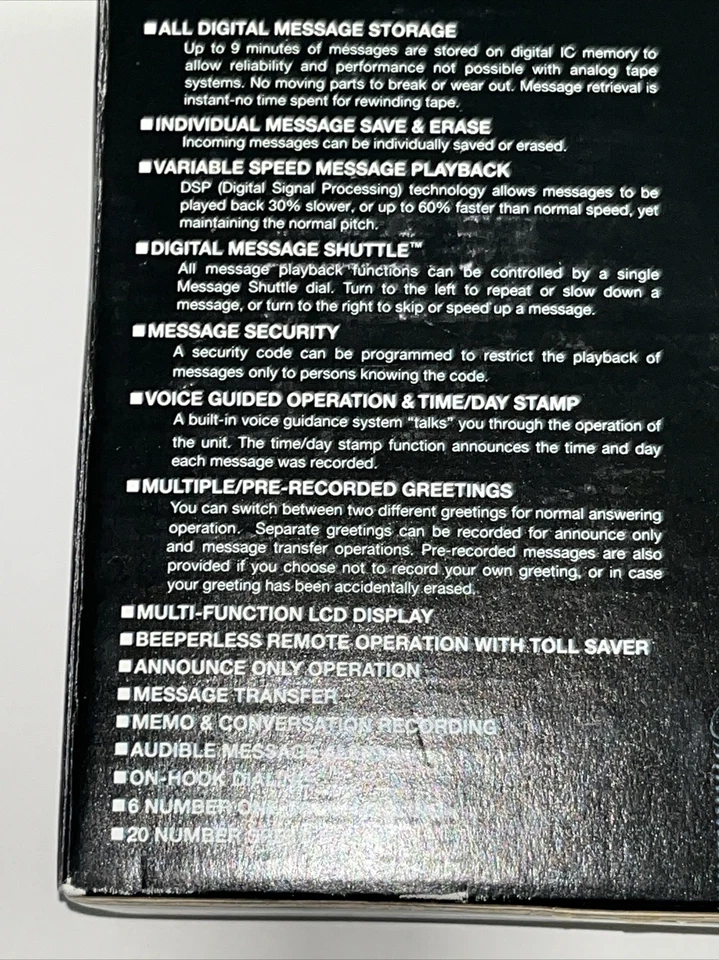 ■ALL DIGITAL MESSAGE STORAGE
Up to 9 minutes of messages are stored on digital IC memory to
allow reliability and performance not possible with analog tape
systems. No moving parts to break or wear out. Message retrieval is
instant-no time spent for rewinding tape.
■INDIVIDUAL MESSAGE SAVE & ERASE
Incoming messages can be individually saved or erased.
■VARIABLE SPEED MESSAGE PLAYBACK
DSP (Digital Signal Processing) technology allows messages to be
played back 30% slower, or up to 60% faster than normal speed, yet
maintaining the normal pitch.
■DIGITAL MESSAGE SHUTTLE™
All message playback functions can be controlled by a single
Message Shuttle dial. Turn to the left to repeat or slow down a
message, or turn to the right to skip or speed up a message.
■MESSAGE SECURITY
A security code can be programmed to restrict the playback of
messages only to persons knowing the code.
■VOICE GUIDED OPERATION & TIME/DAY STAMP
A built-in voice guidance system "talks" you through the operation of
the unit. The time/day stamp function announces the time and day
each message was recorded.
■MULTIPLE/PRE-RECORDED GREETINGS
You can switch between two different greetings for normal answering
operation. Separate greetings can be recorded for announce only
and message transfer operations. Pre-recorded messages are also
provided if you choose not to record your own greeting, or in case
your greeting has been accidentally erased.
■MULTI-FUNCTION LCD DISPLAY
■BEEPERLESS REMOTE OPERATION WITH TOLL SAVER
■ANNOUNCE ONLY OPERATION
■MESSAGE TRANSFER
■MEMO & CONVERSATION RECORDING
■AUDIBLE MESSAGE
■ON-HOOK DIALING
■6 NUMBER
■20 NUMBER